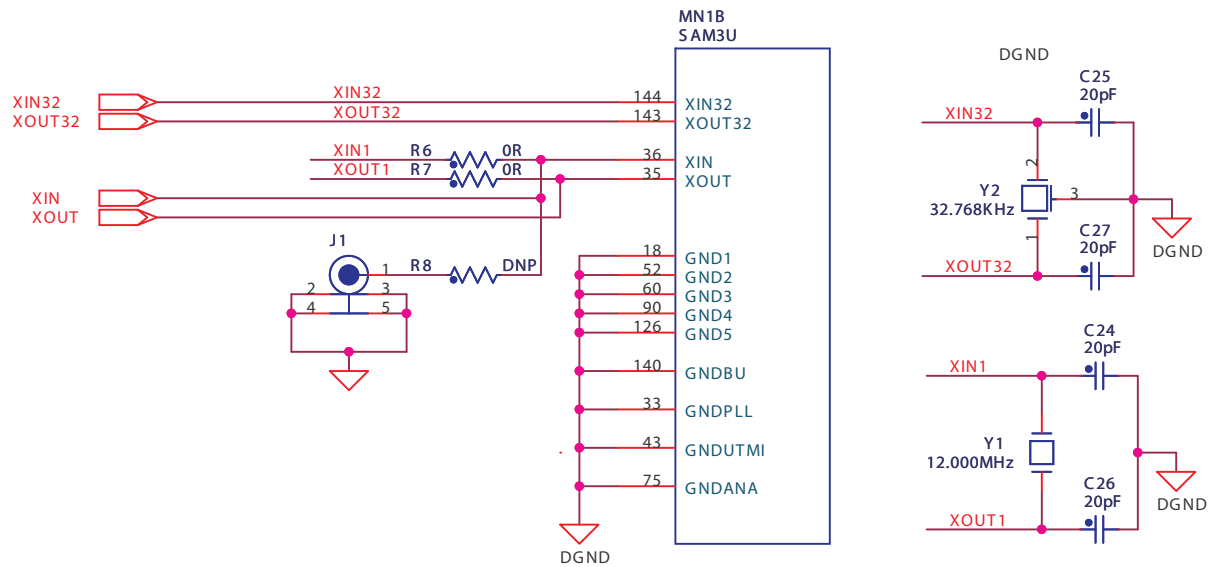 MN1B
SAM3U
XIN32
XOUT32
XIN32
XOUT32
144
143
XIN32
XOUT32
XIN1
R6
0R
36
XIN
XOUT1
R7
0R
35
XOUT
XIN
XOUT
J1
1
R8
DNP
2
3
4
5
18
GND1
52
GND2
60
GND3
90
GND4
126
GND5
140
GNDBU
33
GNDPLL
43
GNDUTMI
75
GNDANA
DGND
DGND
C25
20pF
XIN32
2
Y2
32.768KHz
3
1
DGND
C27
20pF
XOUT32
C24
20pF
XIN1
Y1
12.000MHz
C26
20pF
DGND
XOUT1